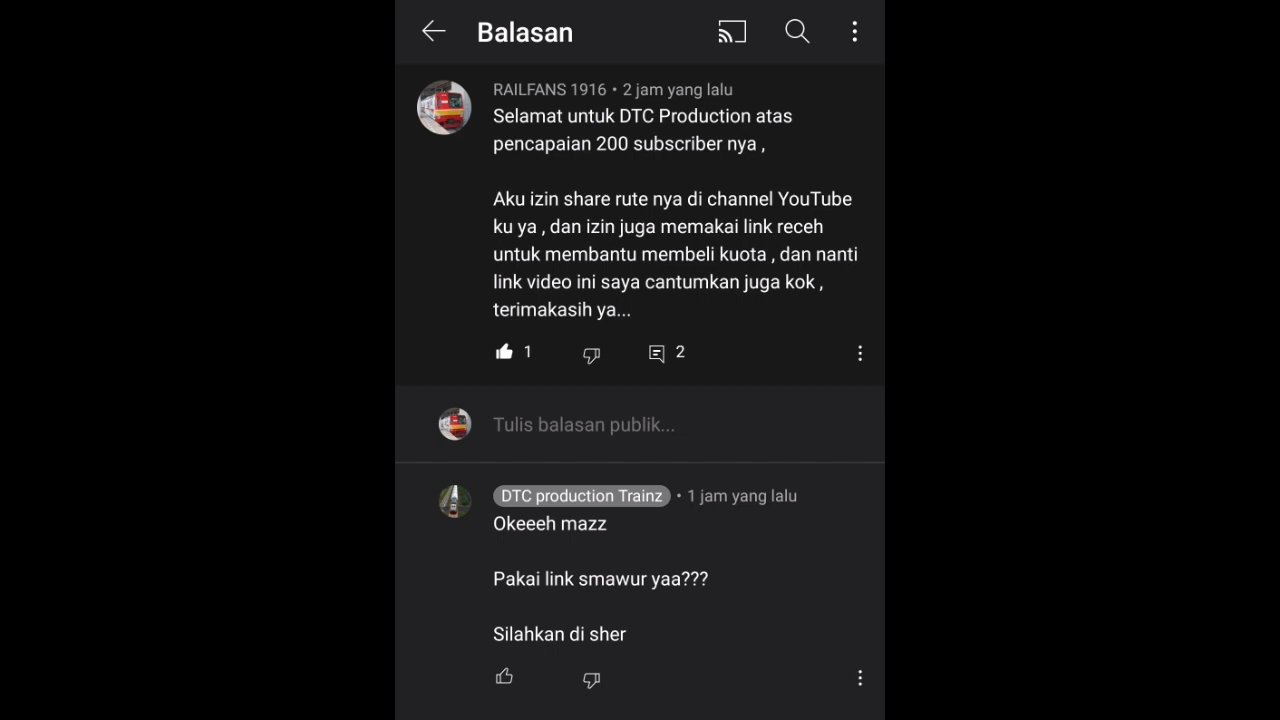 Balasan
RAILFANS 1916 • 2 jam yang lalu
Selamat untuk DTC Production atas
pencapaian 200 subscriber nya ,
Aku izin share rute nya di channel YouTube
ku ya , dan izin juga memakai link receh
untuk membantu membeli kuota , dan nanti
link video ini saya cantumkan juga kok ,
terimakasih ya...
1 2
Tulis balasan publik...
DTC production Trainz • 1 jam yang lalu
Okeeeh mazz
Pakai link smawur yaa???
Silahkan di sher